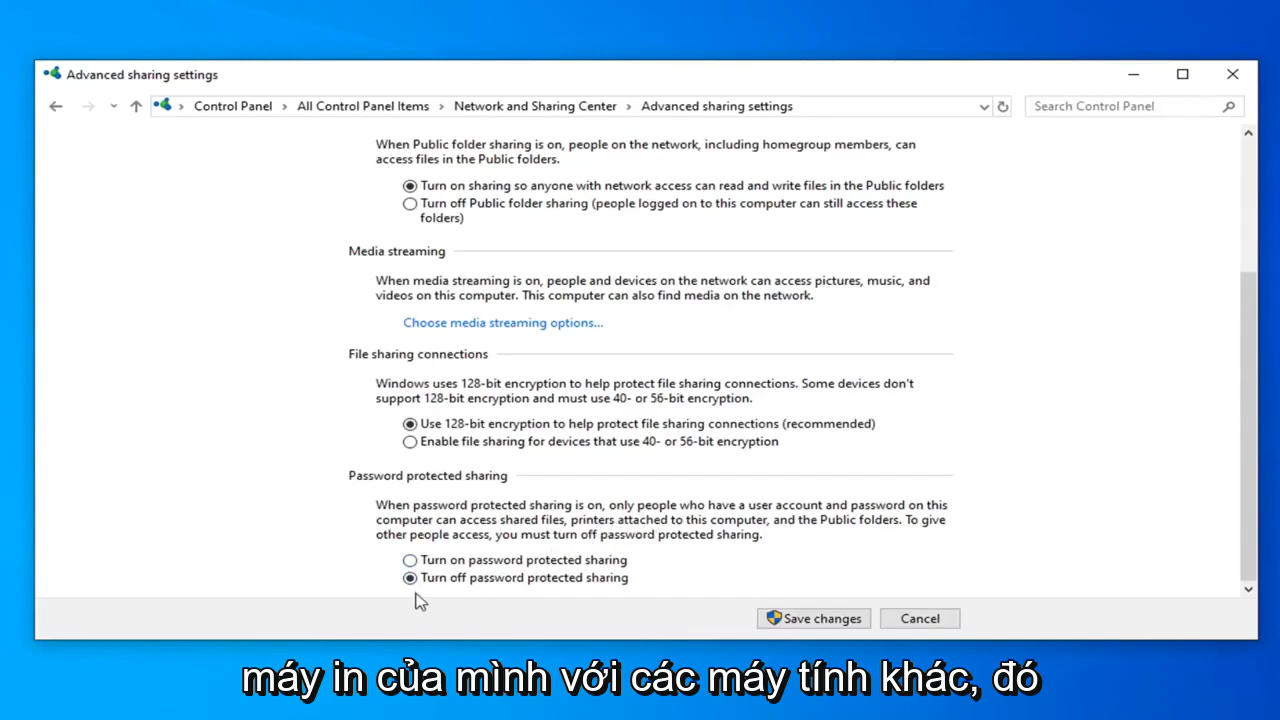 Advanced sharing settings
Control Panel > All Control Panel Items > Network and Sharing Center > Advanced sharing settings
Search Control Panel
When Public folder sharing is on, people on the network, including homegroup members, can
access files in the Public folders.
Turn on sharing so anyone with network access can read and write files in the Public folders
Turn off Public folder sharing (people logged on to this computer can still access these
folders)
Media streaming
When media streaming is on, people and devices on the network can access pictures, music, and
videos on this computer. This computer can also find media on the network.
Choose media streaming options...
File sharing connections
Windows uses 128-bit encryption to help protect file sharing connections. Some devices don't
support 128-bit encryption and must use 40- or 56-bit encryption.
Use 128-bit encryption to help protect file sharing connections (recommended)
Enable file sharing for devices that use 40- or 56-bit encryption
Password protected sharing
When password protected sharing is on, only people who have a user account and password on this
computer can access shared files, printers attached to this computer, and the Public folders. To give
other people access, you must turn off password protected sharing.
Turn on password protected sharing
Turn off password protected sharing
Save changes
Cancel
máy in của mình với các máy tính khác, đó